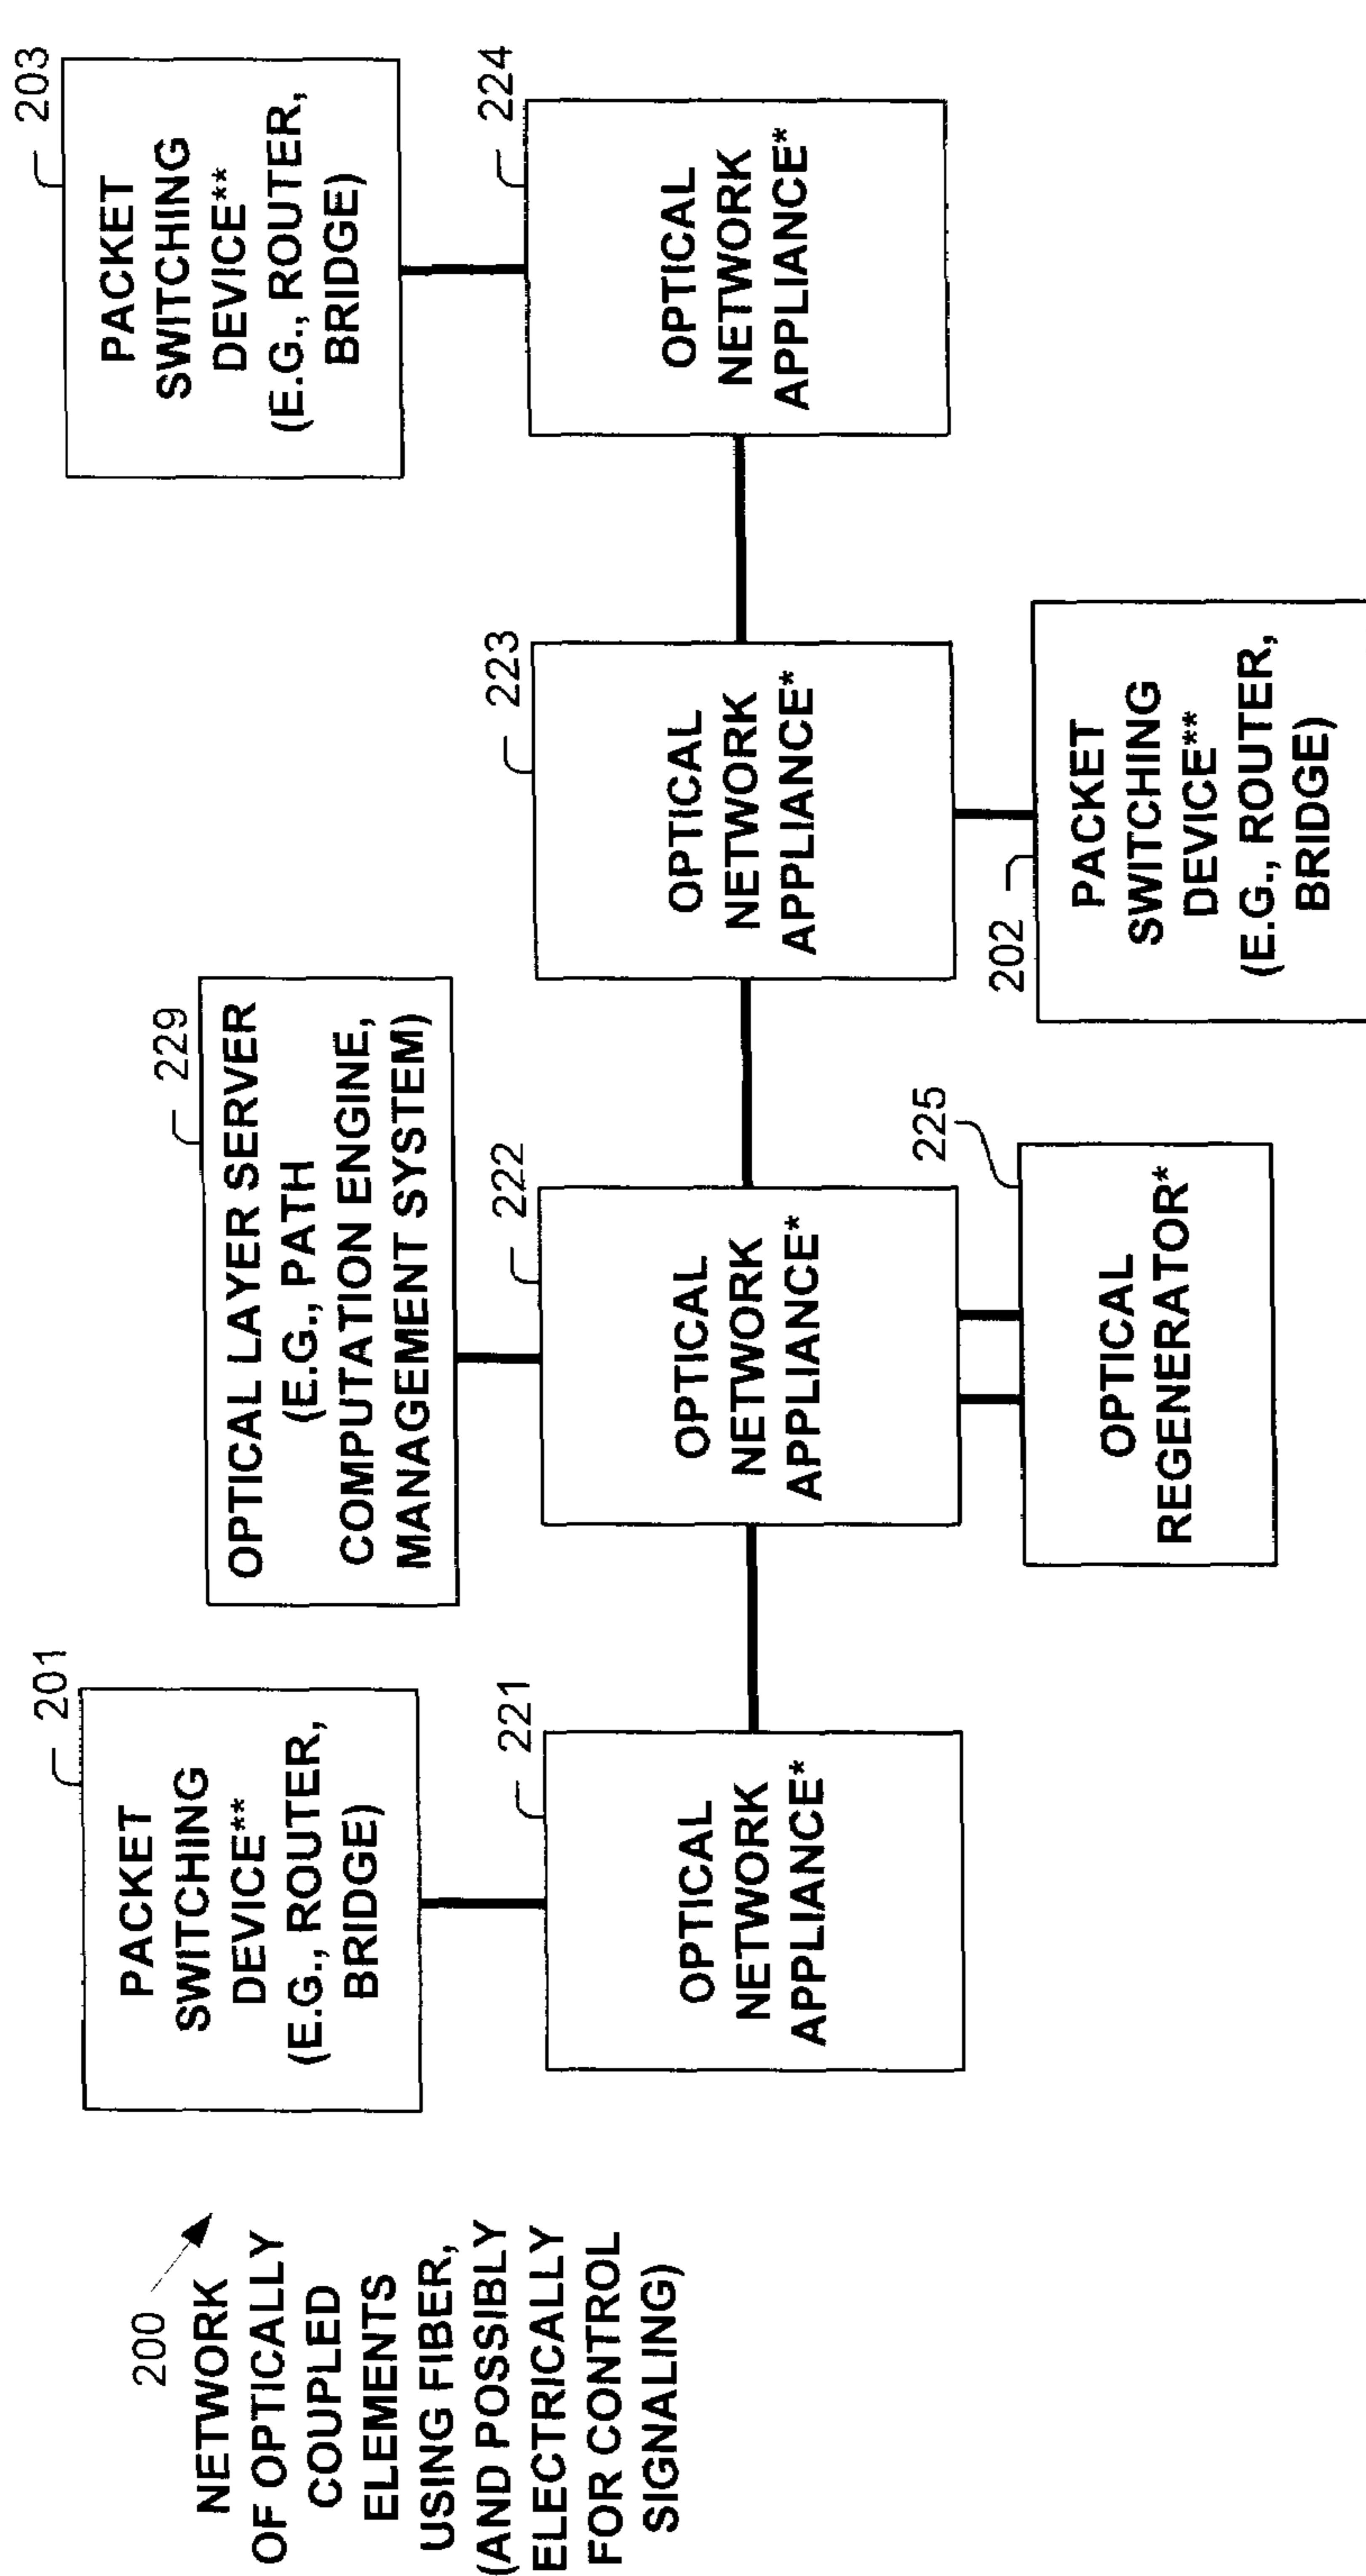 200
NETWORK
OF OPTICALLY
COUPLED
ELEMENTS
USING FIBER,
(AND POSSIBLY
ELECTRICALLY
FOR CONTROL
SIGNALING)
201
PACKET
SWITCHING
DEVICE**
(E.G., ROUTER,
BRIDGE)
221
OPTICAL
NETWORK
APPLIANCE*
229
OPTICAL LAYER SERVER
(E.G., PATH
COMPUTATION ENGINE,
MANAGEMENT SYSTEM)
222
OPTICAL
NETWORK
APPLIANCE*
225
OPTICAL
REGENERATOR*
223
OPTICAL
NETWORK
APPLIANCE*
202
PACKET
SWITCHING
DEVICE**
(E.G., ROUTER,
BRIDGE)
203
PACKET
SWITCHING
DEVICE**
(E.G., ROUTER,
BRIDGE)
224
OPTICAL
NETWORK
APPLIANCE*